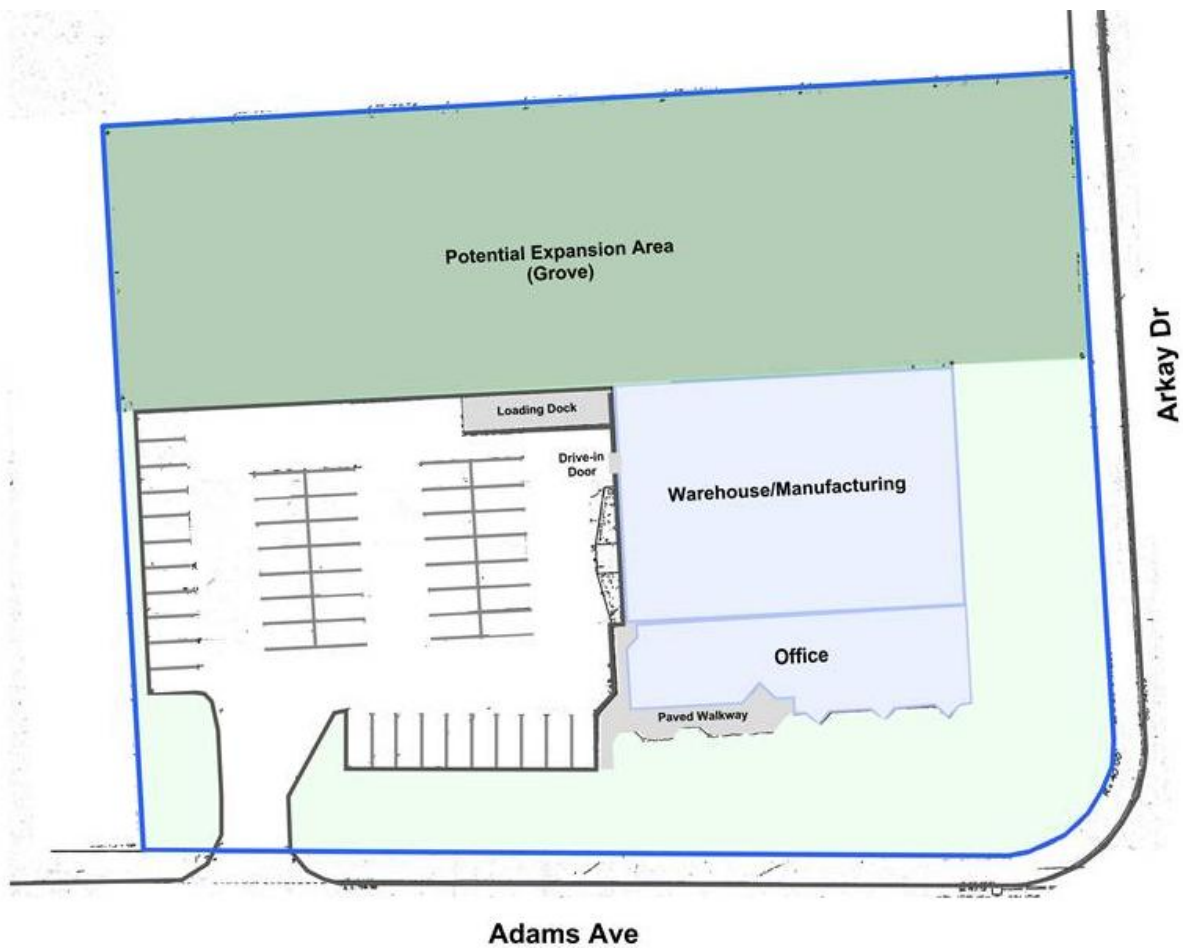 Potential Expansion Area
(Grove)
Arkay Dr
Loading Dock
Drive-in
Door
Warehouse/Manufacturing
Office
Paved Walkway
Adams Ave